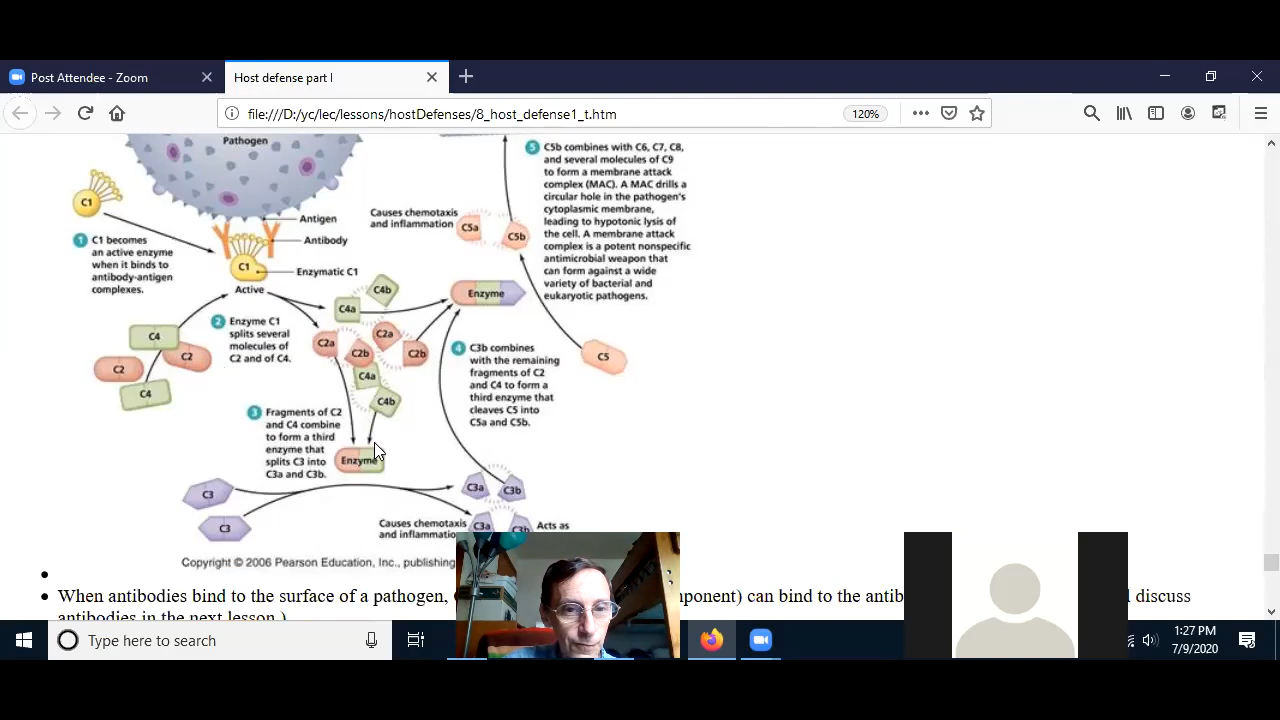 Post Attendee - Zoom
Host defense part I
file:///D:/yc/lec/lessons/hostDefenses/8_host_defense1_t.htm
120%
Pathogen
C1
Antigen
Antibody
C1
Enzymatic C1
Active
1 C1 becomes
an active enzyme
when it binds to
antibody-antigen
complexes.
2 Enzyme C1
splits several
molecules of
C2 and of C4.
C4
C2
C2
C4
C4b
C4a
C2a
C2a
C2b
C2b
C4a
C4b
3 Fragments of C2
and C4 combine
to form a third
enzyme that
splits C3 into
C3a and C3b.
Enzyme
C3
C3
Causes chemotaxis
and inflammation
C5a
C5b
Enzyme
5 C5b combines with C6, C7, C8,
and several molecules of C9
to form a membrane attack
complex (MAC). A MAC drills a
circular hole in the pathogen's
cytoplasmic membrane,
leading to hypotonic lysis of
the cell. A membrane attack
complex is a potent nonspecific
antimicrobial weapon that
can form against a wide
variety of bacterial and
eukaryotic pathogens.
4 C3b combines
with the remaining
fragments of C2
and C4 to form a
third enzyme that
cleaves C5 into
C5a and C5b.
C5
C3a
C3b
Causes chemotaxis
and inflammation
C3a
C3b
Acts as
Copyright © 2006 Pearson Education, Inc., publishing
When antibodies bind to the surface of a pathogen, can bind to the discuss
antibodies in the next lesson.)
Type here to search
1:27 PM
7/9/2020